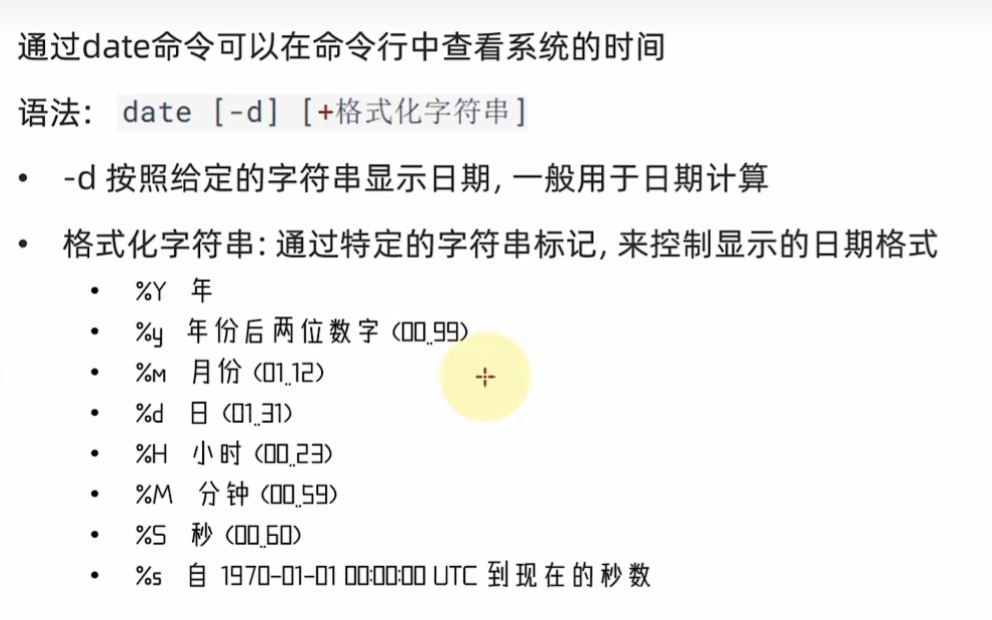 通过date命令可以在命令行中查看系统的时间
语法： date [-d] [+格式化字符串]
• -d 按照给定的字符串显示日期, 一般用于日期计算
• 格式化字符串: 通过特定的字符串标记, 来控制显示的日期格式
• %Y 年
• %y 年份后两位数字 (00..99)
• %m 月份 (01..12)
• %d 日 (01..31)
• %H 小时 (00..23)
• %M 分钟 (00..59)
• %S 秒 (00..60)
• %s 自 1970-01-01 00:00:00 UTC 到现在的秒数